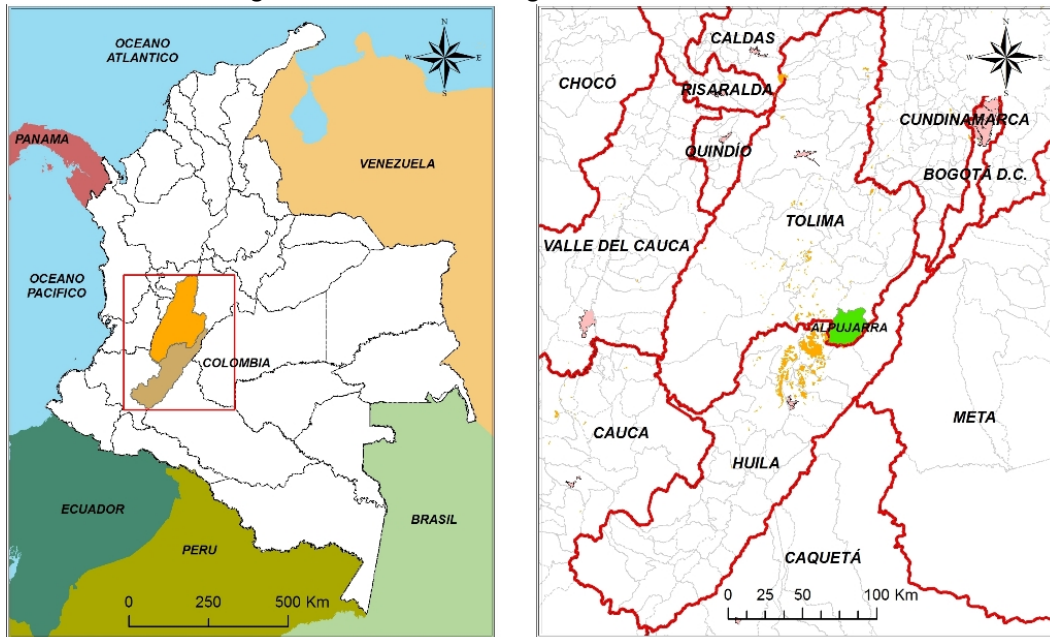 OCEANO
ATLANTICO
N
W
E
S
PANAMA
VENEZUELA
OCEANO
PACIFICO
COLOMBIA
ECUADOR
PERU
BRASIL
0 250 500 Km
N
W
E
S
CALDAS
CHOCÓ
RISARALDA
CUNDINAMARCA
QUINDÍO
BOGOTÁ D.C.
TOLIMA
VALLE DEL CAUCA
ALPUJARRA
META
CAUCA
HUILA
CAQUETÁ
0 25 50 100 Km